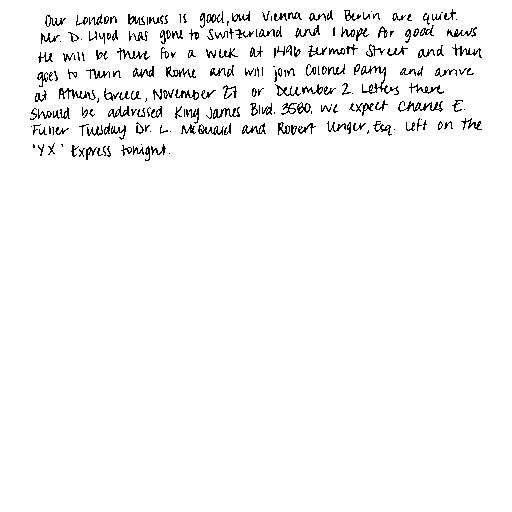 Our London business is good, but Vienna and Berlin are quiet.
Mr. D. Llyod has gone to Switzerland and I hope for good news
He will be there for a week at 1496 Zermott Street and then
goes to Turin and Rome and will join Colonel Parry and arrive
at Athens, Greece, November 27 or December 2. Letters there
should be addressed King James Blvd. 3580. We expect Charles E.
Fuller Tuesday Dr. L. McQuaid and Robert Unger, Esq. left on the
'YX' Express tonight.